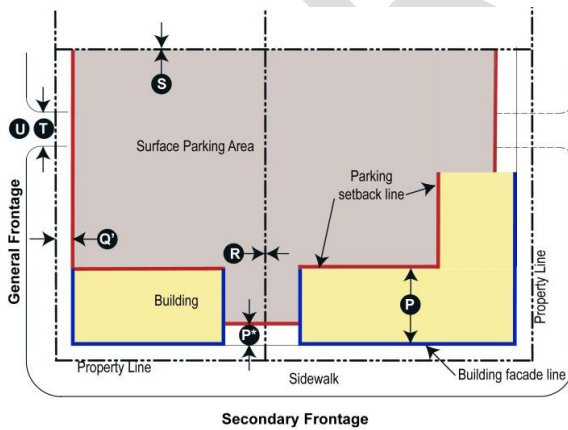 S
U T
Surface Parking Area
Parking
setback line
General Frontage
Q'
R
Building
P
P*
Property Line
Property Line
Sidewalk
Building facade line
Secondary Frontage